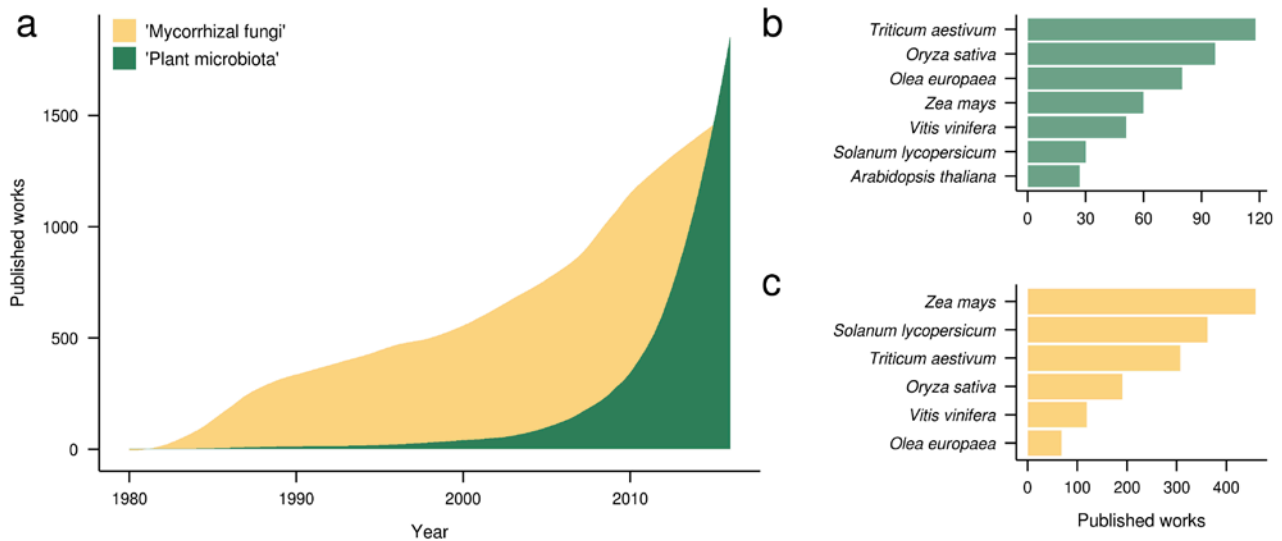 a
'Mycorrhizal fungi'
'Plant microbiota'
Published works
1500
1000
500
0
1980
1990
2000
2010
Year
b
Triticum aestivum
Oryza sativa
Olea europaea
Zea mays
Vitis vinifera
Solanum lycopersicum
Arabidopsis thaliana
0 30 60 90 120
c
Zea mays
Solanum lycopersicum
Triticum aestivum
Oryza sativa
Vitis vinifera
Olea europaea
0 100 200 300 400
Published works